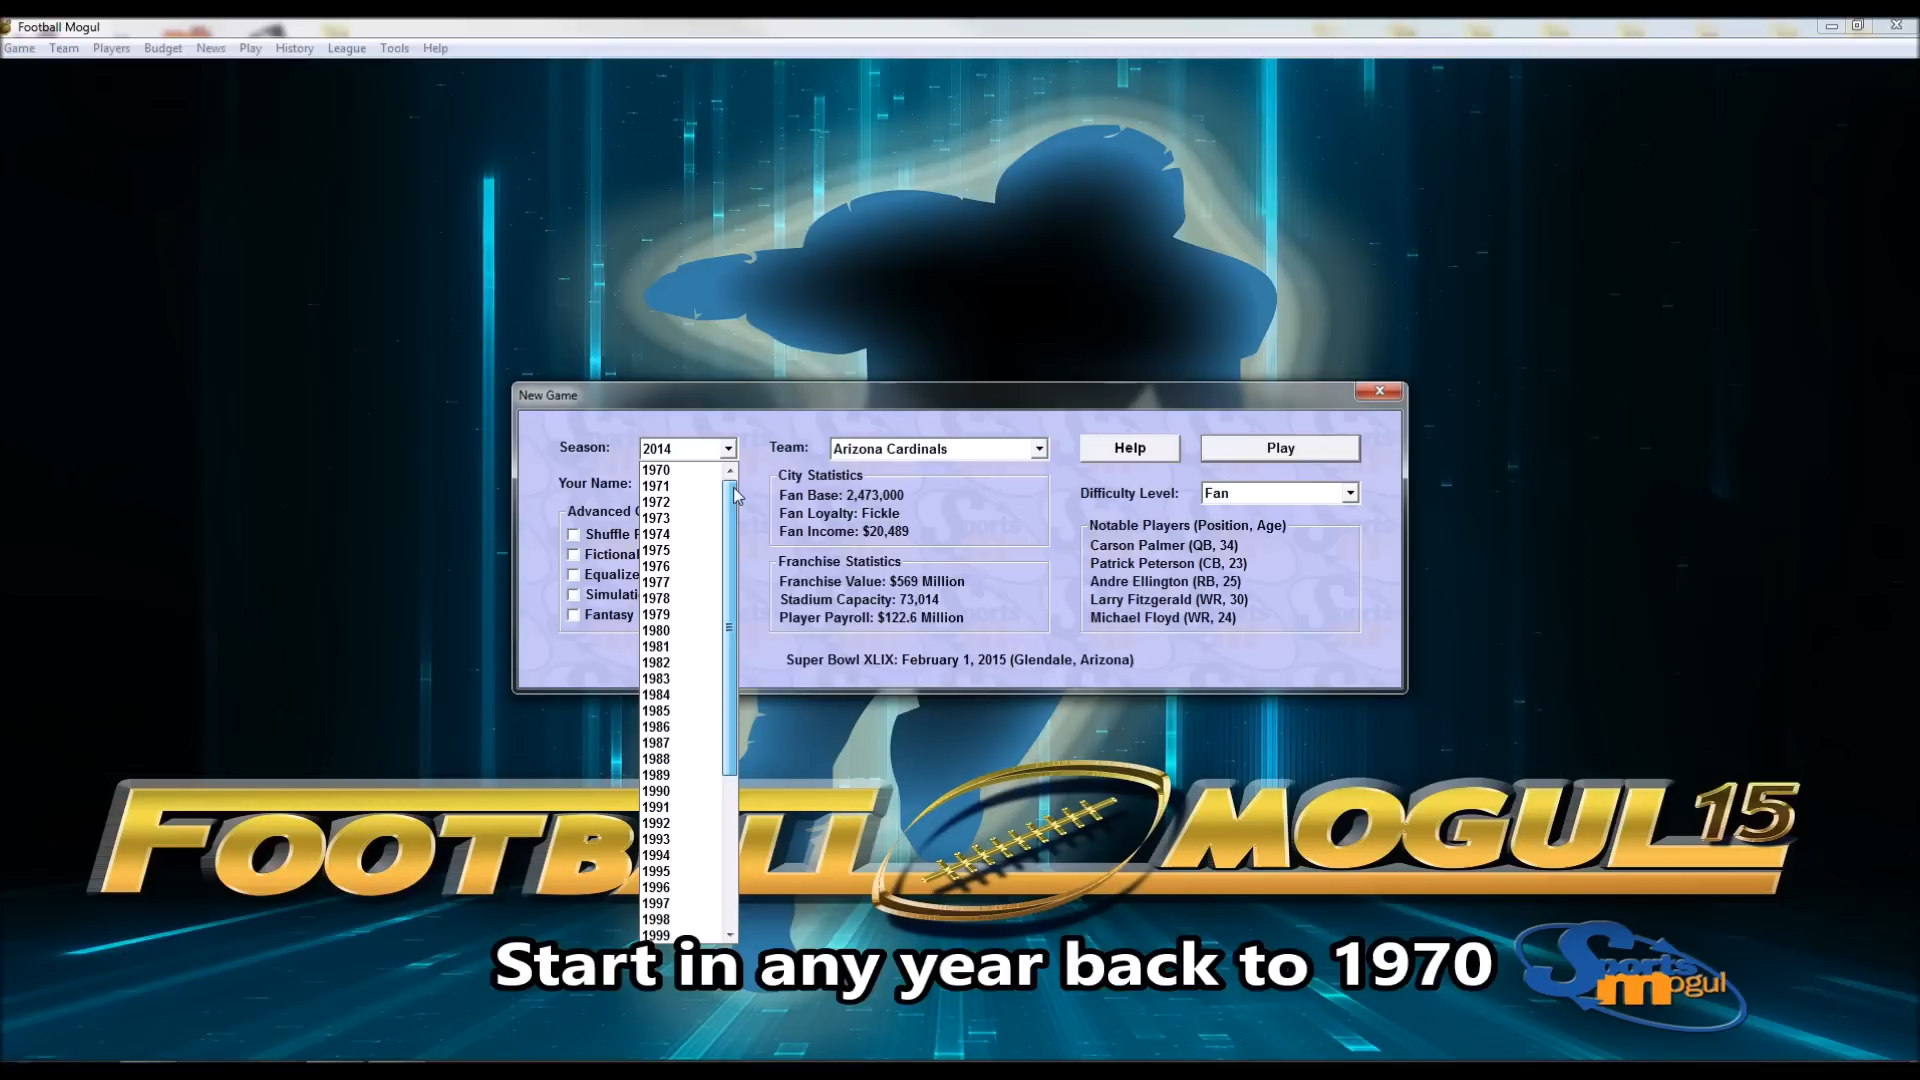 Football Mogul
Game Team Players Budget News Play History League Tools Help
New Game
Season: 2014
Team: Arizona Cardinals
Help
Play
1970
1971
1972
1973
1974
1975
1976
1977
1978
1979
1980
1981
1982
1983
1984
1985
1986
1987
1988
1989
1990
1991
1992
1993
1994
1995
1996
1997
1998
1999
Your Name:
Advanced
Shuffle
Fictional
Equalize
Simulati
Fantasy
City Statistics
Fan Base: 2,473,000
Fan Loyalty: Fickle
Fan Income: $20,489
Franchise Statistics
Franchise Value: $569 Million
Stadium Capacity: 73,014
Player Payroll: $122.6 Million
Difficulty Level: Fan
Notable Players (Position, Age)
Carson Palmer (QB, 34)
Patrick Peterson (CB, 23)
Andre Ellington (RB, 25)
Larry Fitzgerald (WR, 30)
Michael Floyd (WR, 24)
Super Bowl XLIX: February 1, 2015 (Glendale, Arizona)
FOOTBALL MOGUL 15
Start in any year back to 1970
Sports
mogul